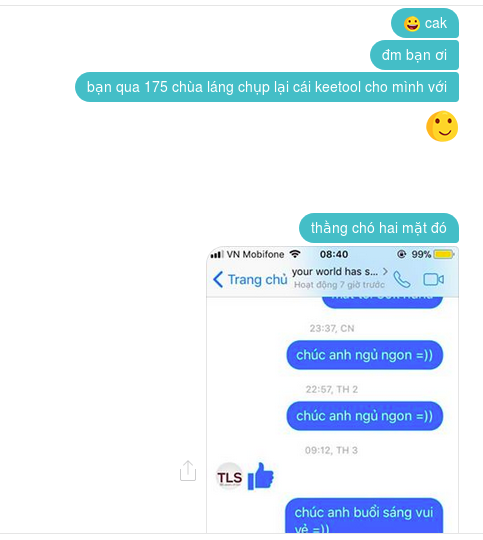 cak
đm bạn ơi
bạn qua 175 chùa láng chụp lại cái keetool cho mình với
thằng chó hai mặt đó
VN Mobifone 08:40 99%
Trang chủ your world has s...
Hoạt động 7 giờ trước
23:37, CN
chúc anh ngủ ngon =))
22:57, TH 2
chúc anh ngủ ngon =))
09:12, TH 3
TLS
chúc anh buổi sáng vui
vẻ =))